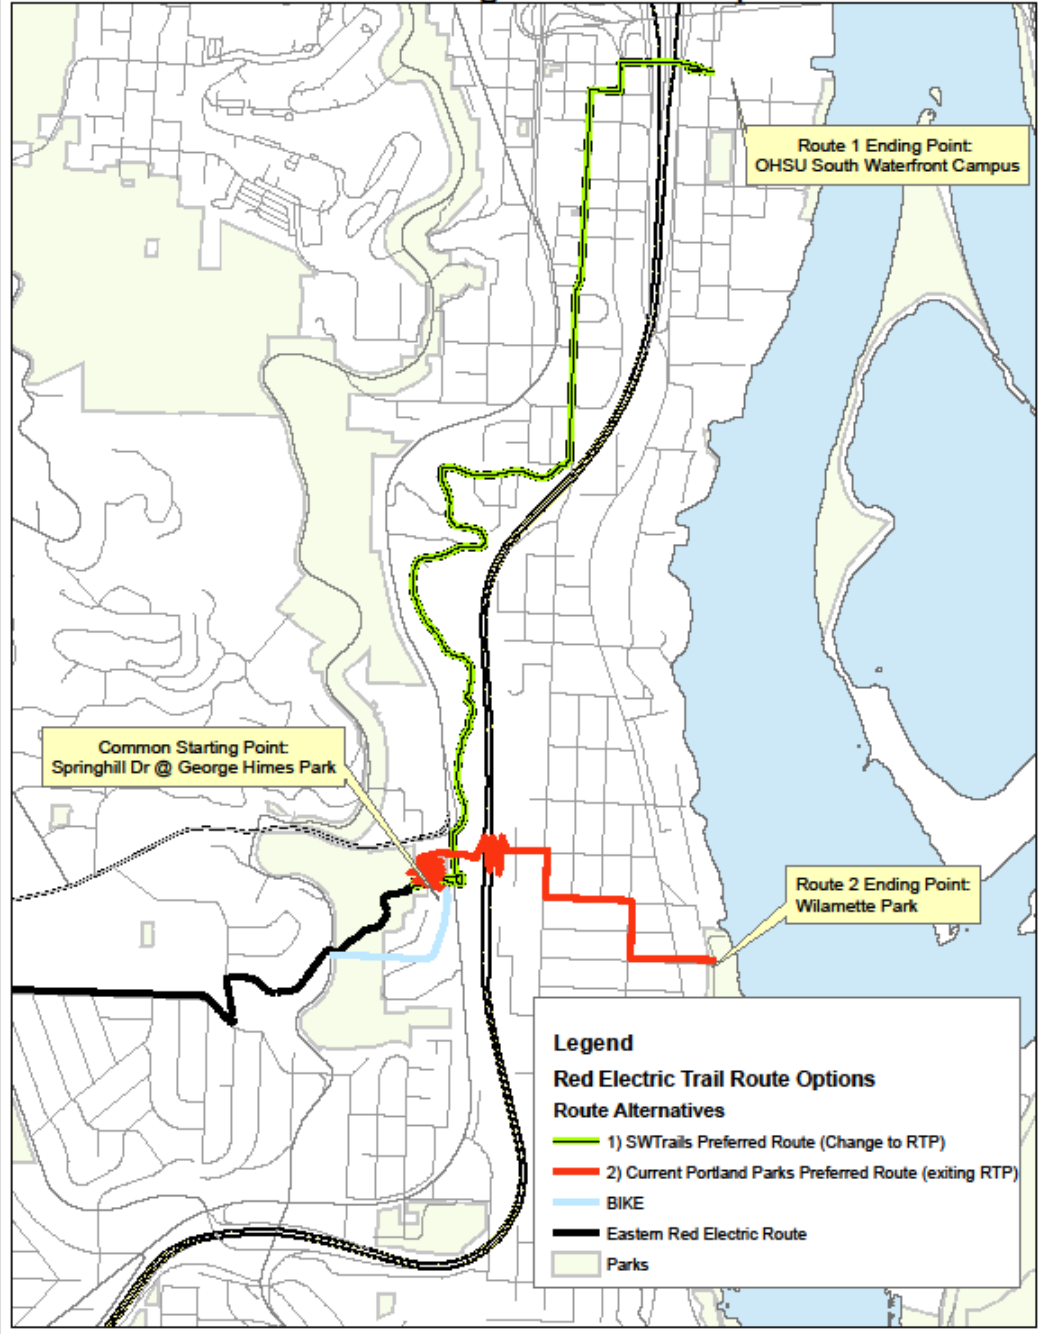 Route 1 Ending Point:
OHSU South Waterfront Campus
Common Starting Point:
Springhill Dr @ George Himes Park
Route 2 Ending Point:
Wilamette Park
Legend
Red Electric Trail Route Options
Route Alternatives
1) SWTrails Preferred Route (Change to RTP)
2) Current Portland Parks Preferred Route (exiting RTP)
BIKE
Eastern Red Electric Route
Parks